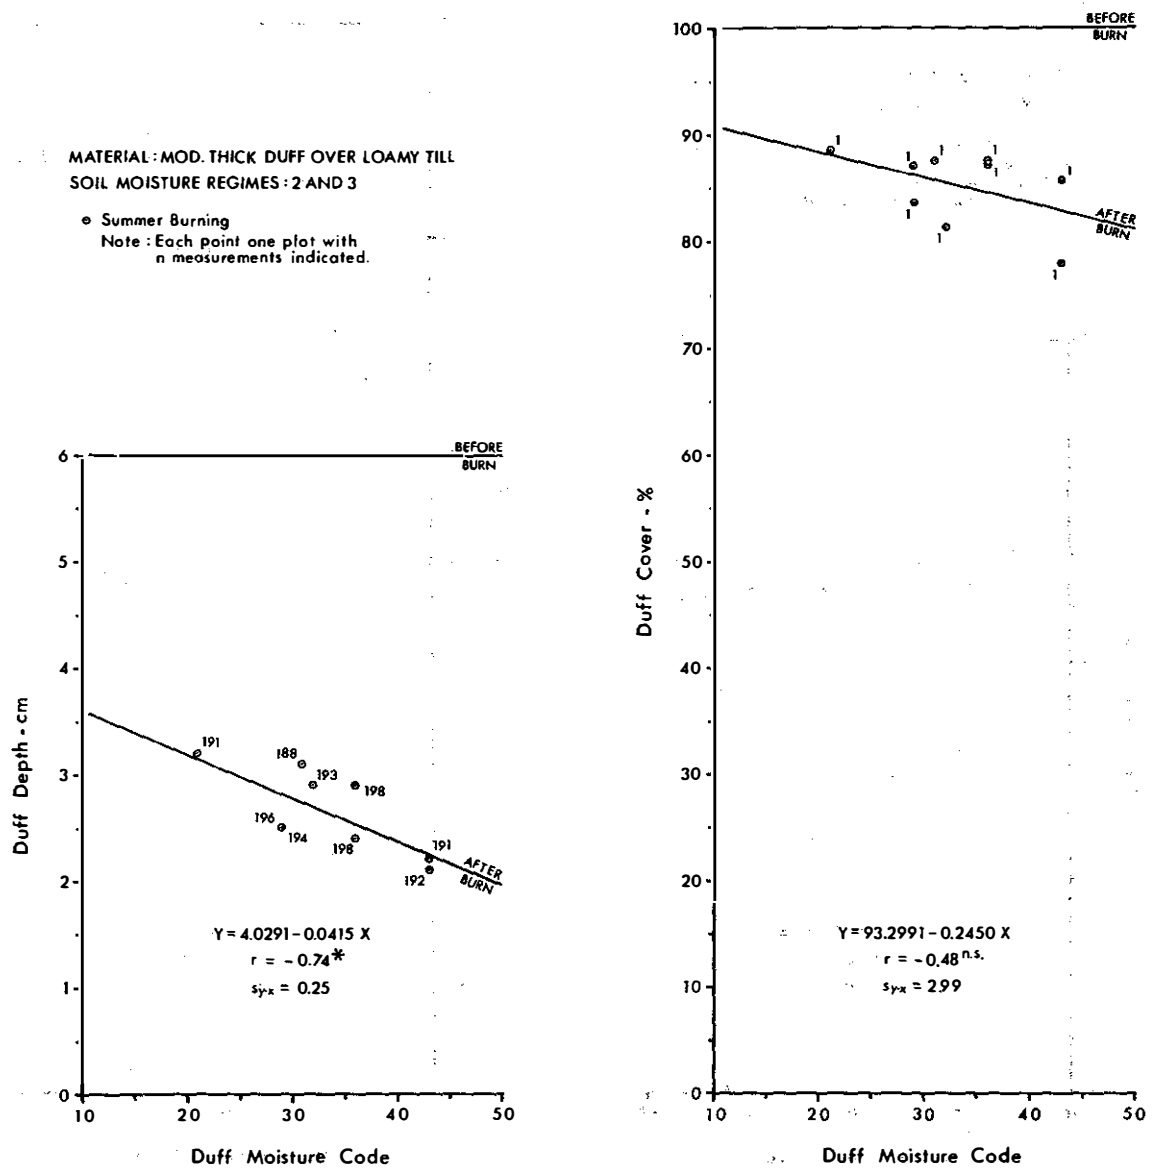 MATERIAL : MOD. THICK DUFF OVER LOAMY TILL
SOIL MOISTURE REGIMES : 2 AND 3
Summer Burning
Note : Each point one plot with
n measurements indicated.
BEFORE
BURN
6
5
4
3
2
1
0
Duff Depth - cm
191
188
193
198
196
194
198
191
192
AFTER
BURN
Y = 4.0291 - 0.0415 X
r = - 0.74*
sy·x = 0.25
10 20 30 40 50
Duff Moisture Code
BEFORE
BURN
100
90
80
70
60
50
40
30
20
10
0
Duff Cover - %
1
1
1
1
1
1
1
1
1
AFTER
BURN
Y = 93.2991 - 0.2450 X
r = - 0.48 n.s.
sy·x = 2.99
10 20 30 40 50
Duff Moisture Code